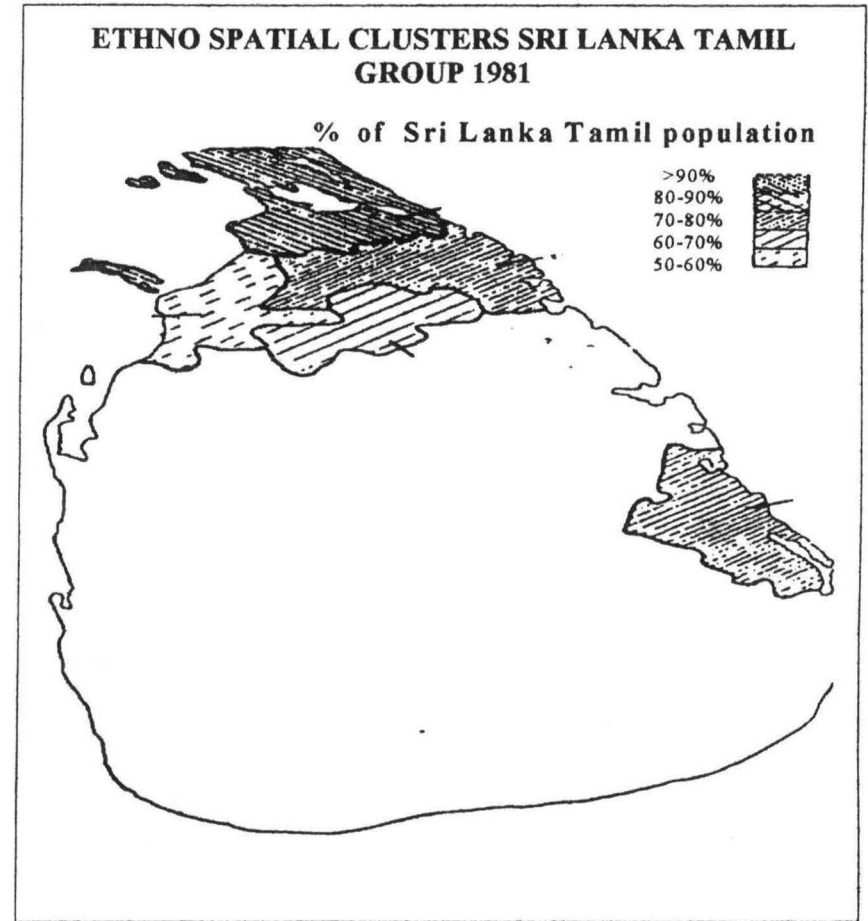 ETHNO SPATIAL CLUSTERS SRI LANKA TAMIL
GROUP 1981
% of Sri Lanka Tamil population
>90%
80-90%
70-80%
60-70%
50-60%